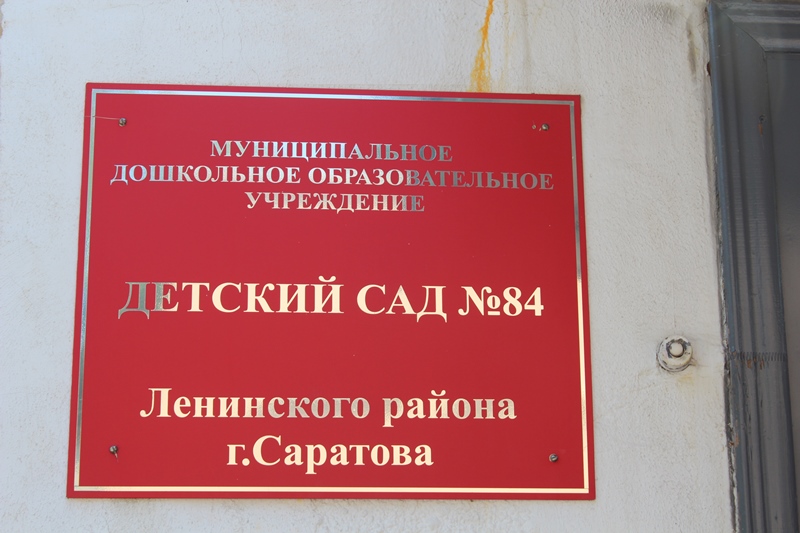 МУНИЦИПАЛЬНОЕ
ДОШКОЛЬНОЕ ОБРАЗОВАТЕЛЬНОЕ
УЧРЕЖДЕНИЕ
ДЕТСКИЙ САД №84
Ленинского района
г.Саратова